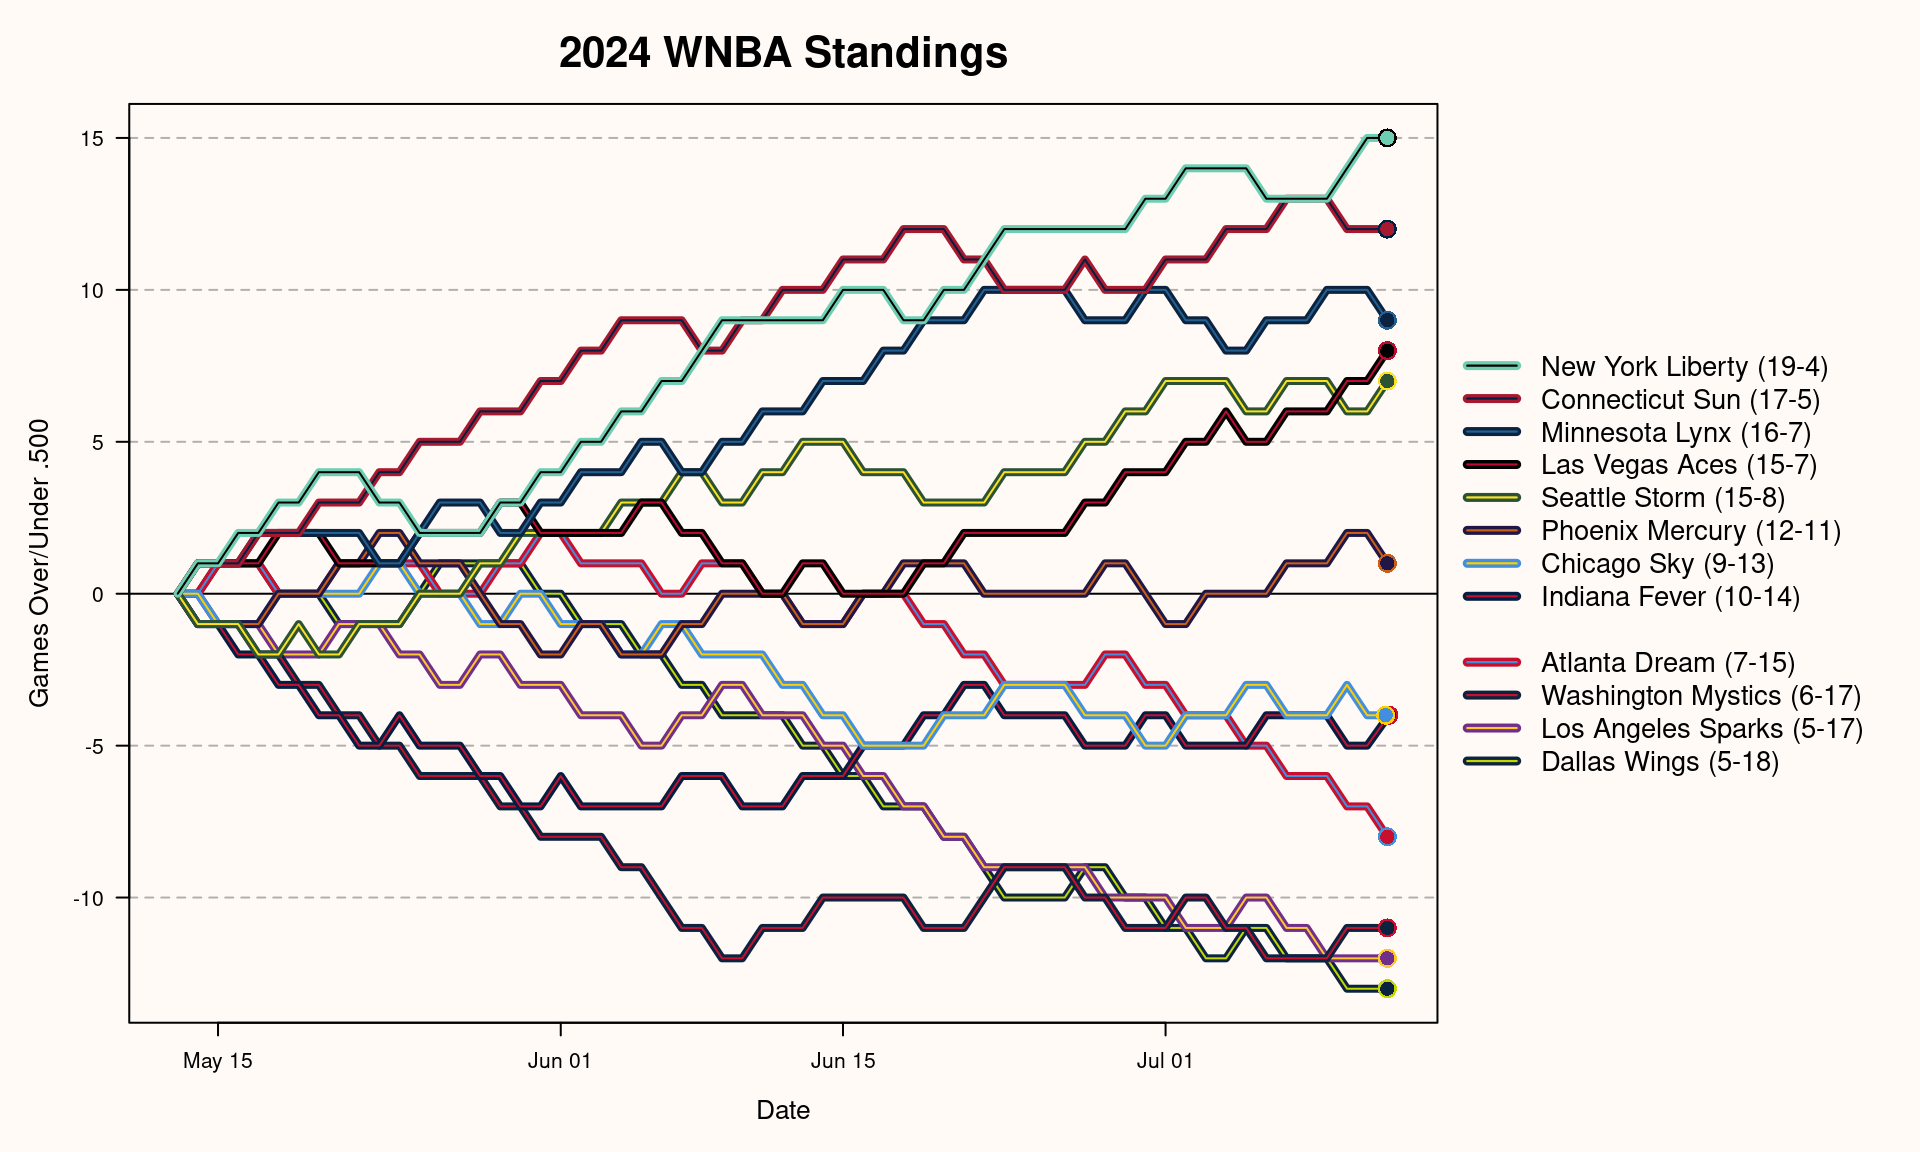 2024 WNBA Standings
Games Over/Under .500
15
10
5
0
-5
-10
May 15
Jun 01
Jun 15
Jul 01
Date
New York Liberty (19-4)
Connecticut Sun (17-5)
Minnesota Lynx (16-7)
Las Vegas Aces (15-7)
Seattle Storm (15-8)
Phoenix Mercury (12-11)
Chicago Sky (9-13)
Indiana Fever (10-14)
Atlanta Dream (7-15)
Washington Mystics (6-17)
Los Angeles Sparks (5-17)
Dallas Wings (5-18)